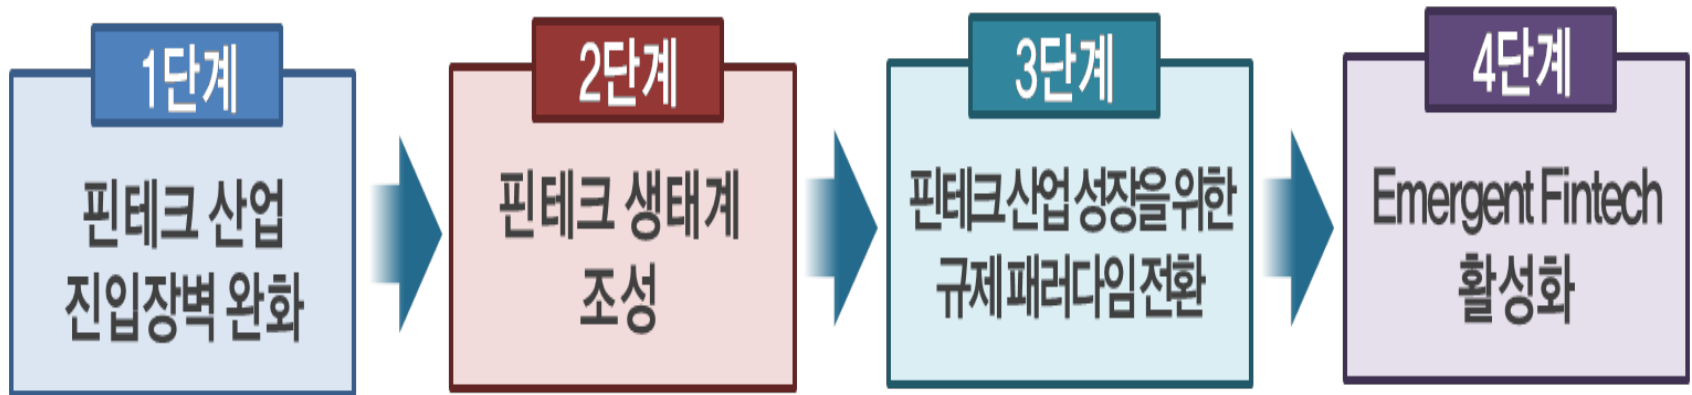 1단계
핀테크 산업
진입장벽 완화
2단계
핀테크 생태계
조성
3단계
핀테크 산업 성장을 위한
규제 패러다임 전환
4단계
Emergent Fintech
활성화